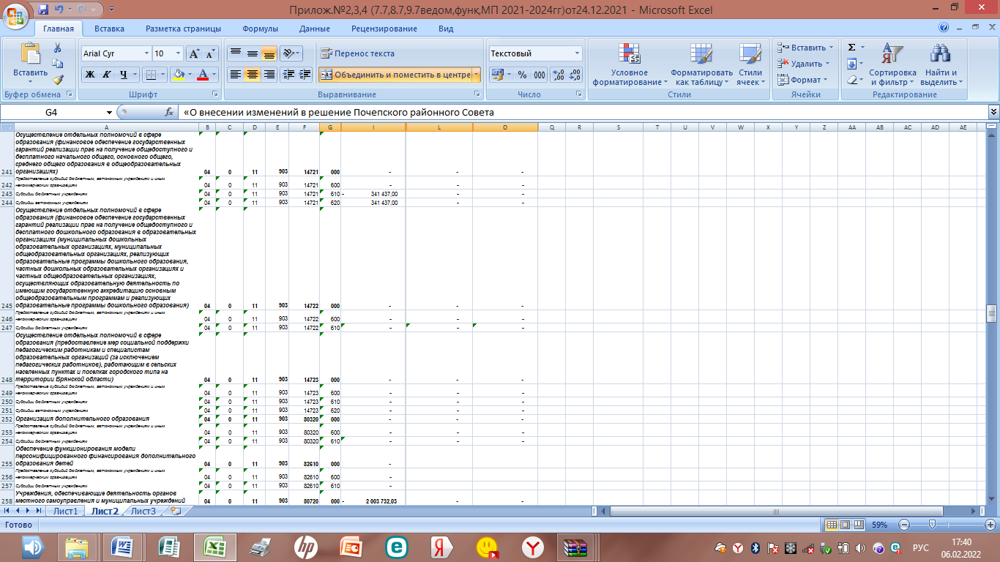 Прилож.№2,3,4 (7.7,8.7,9.7ведом,функ,МП 2021-2024гг)от24.12.2021 - Microsoft Excel
Главная Вставка Разметка страницы Формулы Данные Рецензирование Вид
Arial Cyr 10 Перенос текста Текстовый Вставить Σ
Вставить Ж К Ч Объединить и поместить в центре % 000 Условное форматирование Форматировать как таблицу Стили ячеек Удалить Формат Сортировка и фильтр Найти и выделить
Буфер обмена Шрифт Выравнивание Число Стили Ячейки Редактирование
G4 fx «О внесении изменений в решение Почепского районного Совета
A B C D E F G I L O Q R S T U V W X Y Z AA AB AC AD AE
Осуществление отдельных полномочий в сфере
образования (финансовое обеспечение государственных
гарантий реализации прав на получение общедоступного и
бесплатного начального общего, основного общего,
среднего общего образования в общеобразовательных
241 организациях) 04 0 11 903 14721 000 - - -
Предоставление субсидий бюджетным, автономным учреждениям и иным
242 некоммерческим организациям 04 0 11 903 14721 600 - - -
243 Субсидии бюджетным учреждениям 04 0 11 903 14721 610 - 341 437,00 - -
244 Субсидии автономным учреждениям 04 0 11 903 14721 620 341 437,00 - -
Осуществление отдельных полномочий в сфере
образования (финансовое обеспечение государственных
гарантий реализации прав на получение общедоступного и
бесплатного дошкольного образования в образовательных
организациях (муниципальных дошкольных
образовательных организациях, муниципальных
общеобразовательных организациях, реализующих
образовательные программы дошкольного образования,
частных дошкольных образовательных организациях и
частных общеобразовательных организациях,
осуществляющих образовательную деятельность по
имеющим государственную аккредитацию основным
общеобразовательным программам и реализующих
245 образовательные программы дошкольного образования) 04 0 11 903 14722 000 - - -
Предоставление субсидий бюджетным, автономным учреждениям и иным
246 некоммерческим организациям 04 0 11 903 14722 600 - - -
247 Субсидии бюджетным учреждениям 04 0 11 903 14722 610 - - -
Осуществление отдельных полномочий в сфере
образования (предоставление мер социальной поддержки
педагогическим работникам и специалистам
образовательных организаций (за исключением
педагогических работников), работающим в сельских
населенных пунктах и поселках городского типа на
248 территории Брянской области) 04 0 11 903 14723 000 - - -
Предоставление субсидий бюджетным, автономным учреждениям и иным
249 некоммерческим организациям 04 0 11 903 14723 600 - - -
250 Субсидии бюджетным учреждениям 04 0 11 903 14723 610 - - -
251 Субсидии автономным учреждениям 04 0 11 903 14723 620 - - -
252 Организация дополнительного образования 04 0 11 903 80320 000 - - -
Предоставление субсидий бюджетным, автономным учреждениям и иным
253 некоммерческим организациям 04 0 11 903 80320 600 - - -
254 Субсидии бюджетным учреждениям 04 0 11 903 80320 610 - - -
Обеспечение функционирования модели
персонифицированного финансирования дополнительного
255 образования детей 04 0 11 903 82610 000 -
Предоставление субсидий бюджетным, автономным учреждениям и иным
256 некоммерческим организациям 04 0 11 903 82610 600 -
257 Субсидии бюджетным учреждениям 04 0 11 903 82610 610 -
Учреждения, обеспечивающие деятельность органов
258 местного самоуправления и муниципальных учреждений 04 0 11 903 80720 000 - 2 003 732,03 - -
Лист1 Лист2 Лист3
Готово 59%
РУС 17:40
06.02.2022